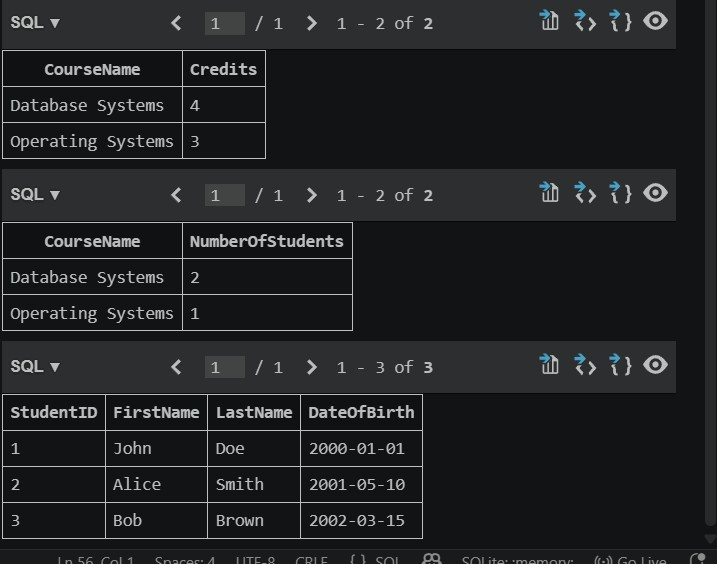 SQL ▼ 1 / 1 1 - 2 of 2
CourseName Credits
Database Systems 4
Operating Systems 3
SQL ▼ 1 / 1 1 - 2 of 2
CourseName NumberOfStudents
Database Systems 2
Operating Systems 1
SQL ▼ 1 / 1 1 - 3 of 3
StudentID FirstName LastName DateOfBirth
1 John Doe 2000-01-01
2 Alice Smith 2001-05-10
3 Bob Brown 2002-03-15
Ln 56, Col 1 Spaces: 4 UTF-8 CRLF { } SQL SQLite: :memory: Go Live